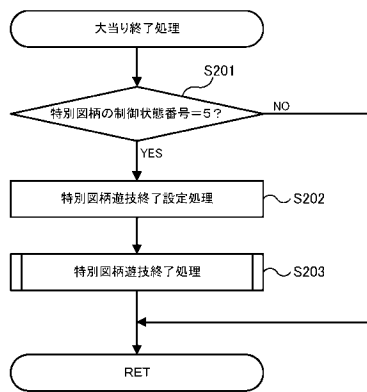 大当り終了処理
S201
特別図柄の制御状態番号=5?
NO
YES
特別図柄遊技終了設定処理
S202
特別図柄遊技終了処理
S203
RET